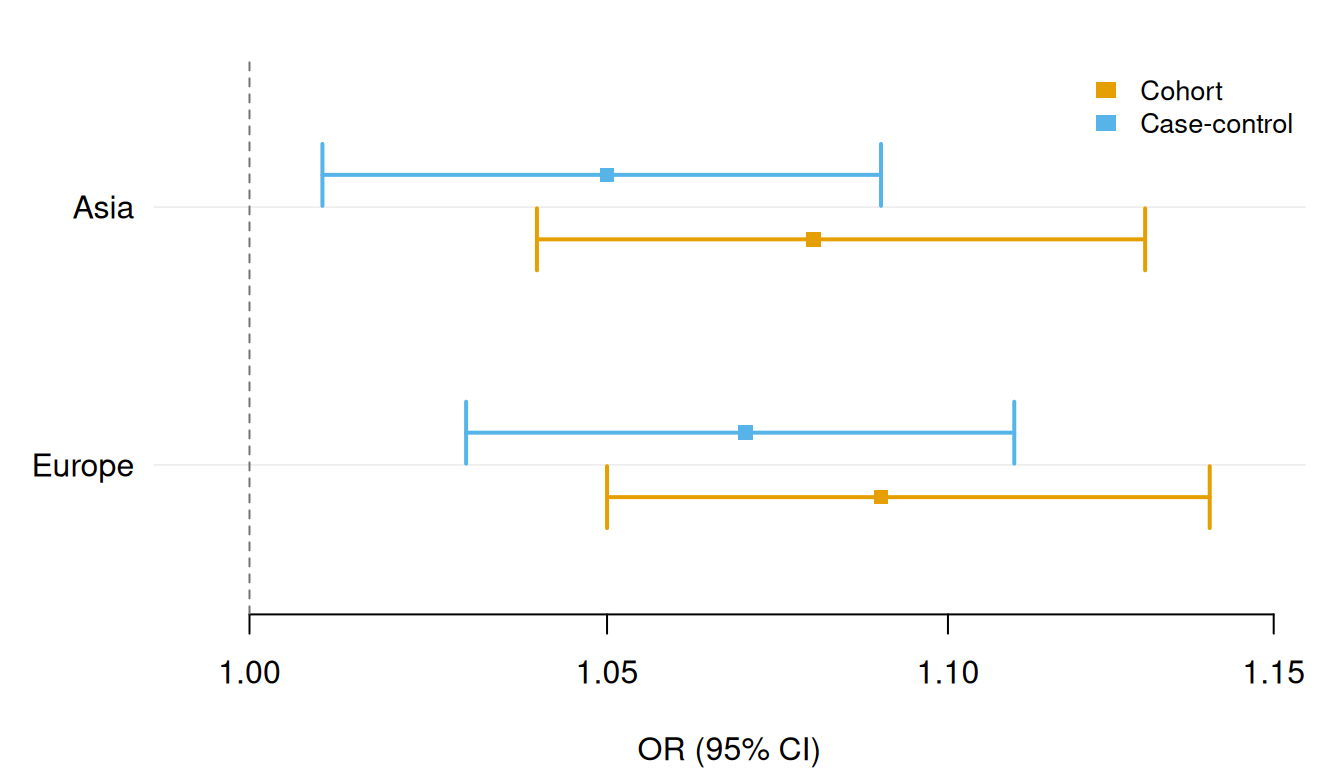 Cohort
Case-control
Asia
Europe
1.00 1.05 1.10 1.15
OR (95% CI)